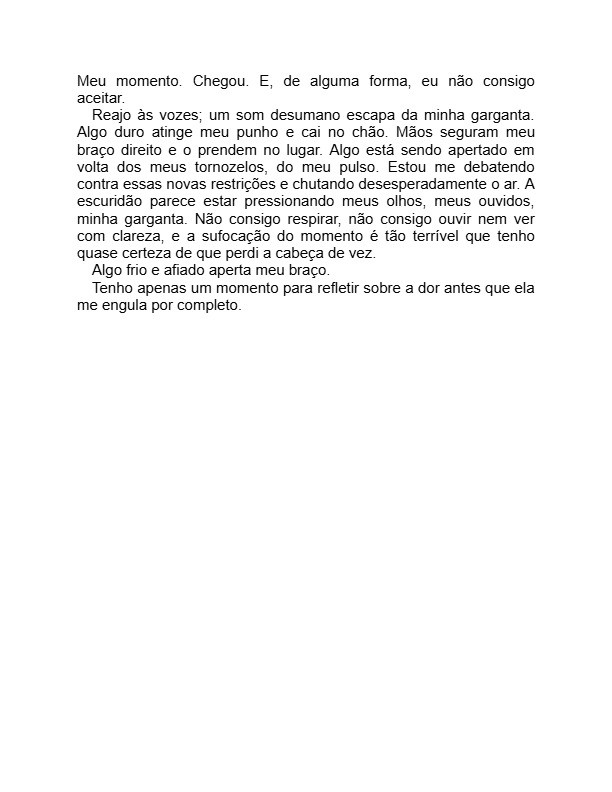 Meu momento. Chegou. E, de alguma forma, eu não consigo
aceitar.
Reajo às vozes; um som desumano escapa da minha garganta.
Algo duro atinge meu punho e cai no chão. Mãos seguram meu
braço direito e o prendem no lugar. Algo está sendo apertado em
volta dos meus tornozelos, do meu pulso. Estou me debatendo
contra essas novas restrições e chutando desesperadamente o ar. A
escuridão parece estar pressionando meus olhos, meus ouvidos,
minha garganta. Não consigo respirar, não consigo ouvir nem ver
com clareza, e a sufocação do momento é tão terrível que tenho
quase certeza de que perdi a cabeça de vez.
Algo frio e afiado aperta meu braço.
Tenho apenas um momento para refletir sobre a dor antes que ela
me engula por completo.